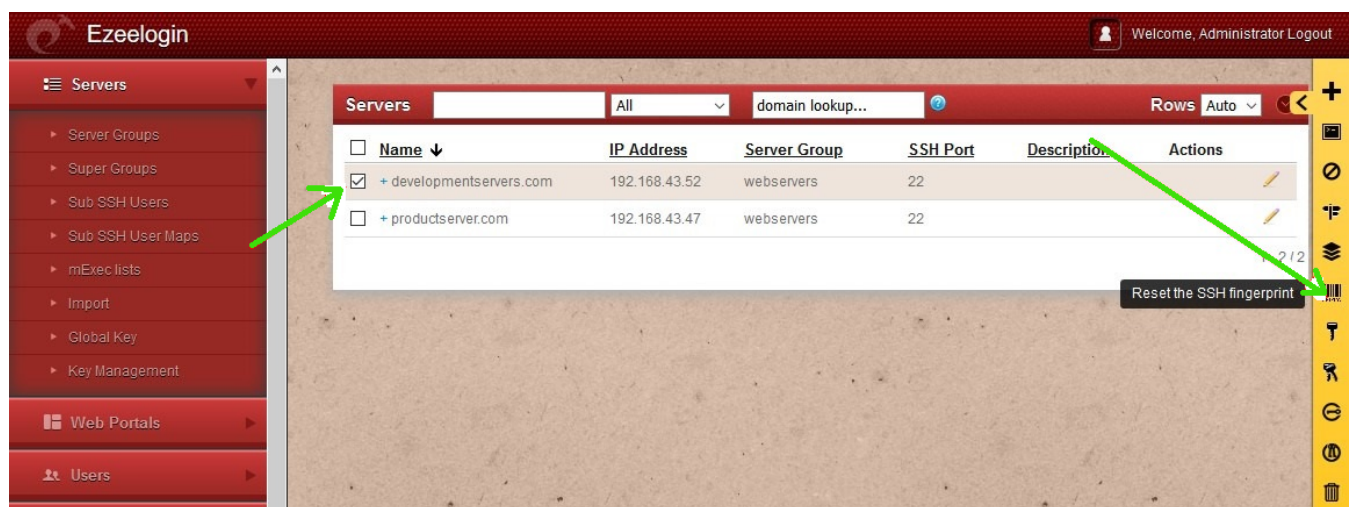 Ezeelogin
Welcome, Administrator Logout
Servers
Server Groups
Super Groups
Sub SSH Users
Sub SSH User Maps
mExec lists
Import
Global Key
Key Management
Web Portals
Users
Servers All domain lookup... Rows Auto
Name IP Address Server Group SSH Port Description Actions
+ developmentservers.com 192.168.43.52 webservers 22
+ productserver.com 192.168.43.47 webservers 22
2 / 2
Reset the SSH fingerprint